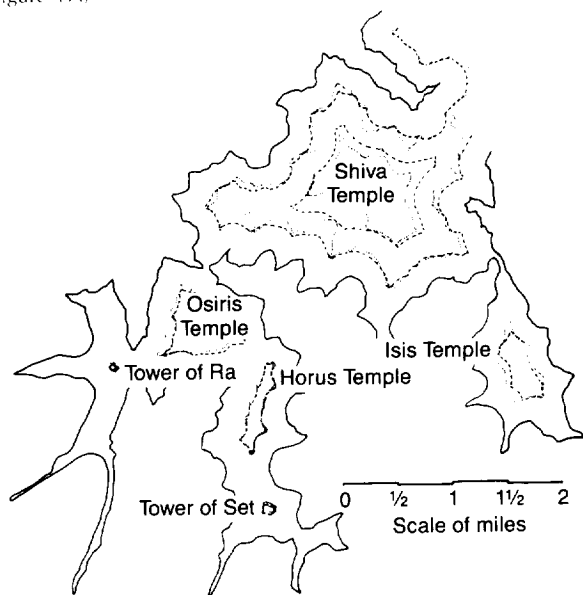 Shiva
Temple
Osiris
Temple
Isis Temple
Tower of Ra
Horus Temple
Tower of Set
0 ½ 1 1½ 2
Scale of miles